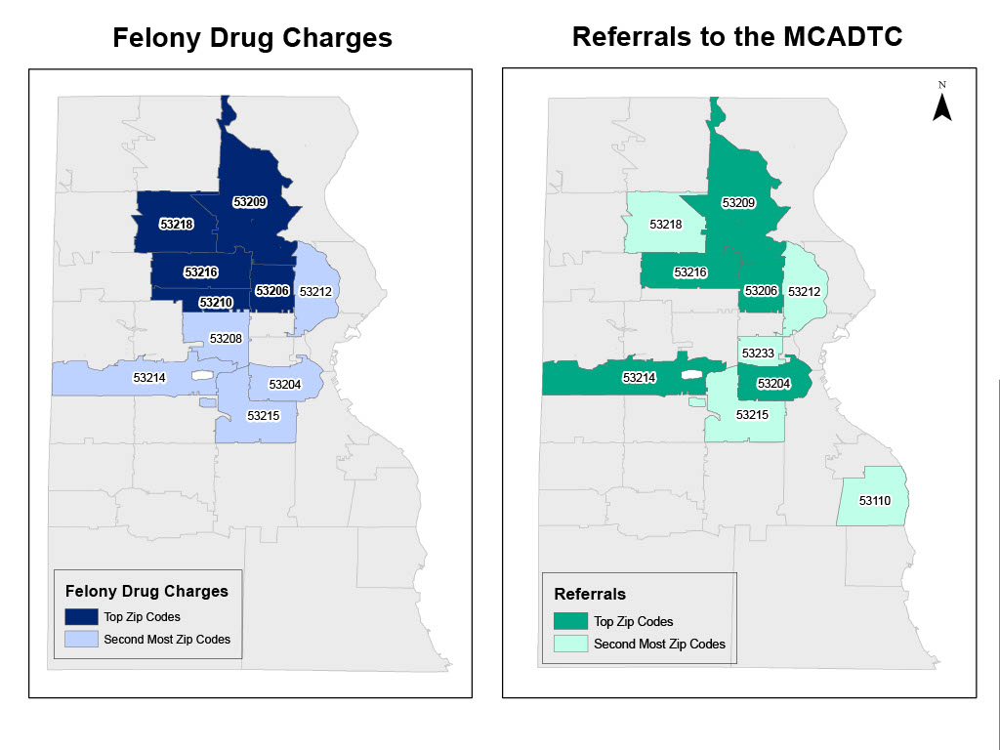 Felony Drug Charges
53209
53218
53216
53206
53212
53210
53208
53214
53204
53215
Felony Drug Charges
Top Zip Codes
Second Most Zip Codes
Referrals to the MCADTC
N
53209
53218
53216
53206
53212
53233
53214
53204
53215
53110
Referrals
Top Zip Codes
Second Most Zip Codes